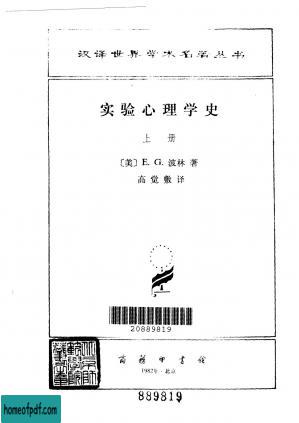 汉译世界学术名著丛书
实验心理学史
上册
〔美〕E. G. 波林著
高觉敷译
20889819
商务印书馆
1982年·北京
889819
homeofpdf.com